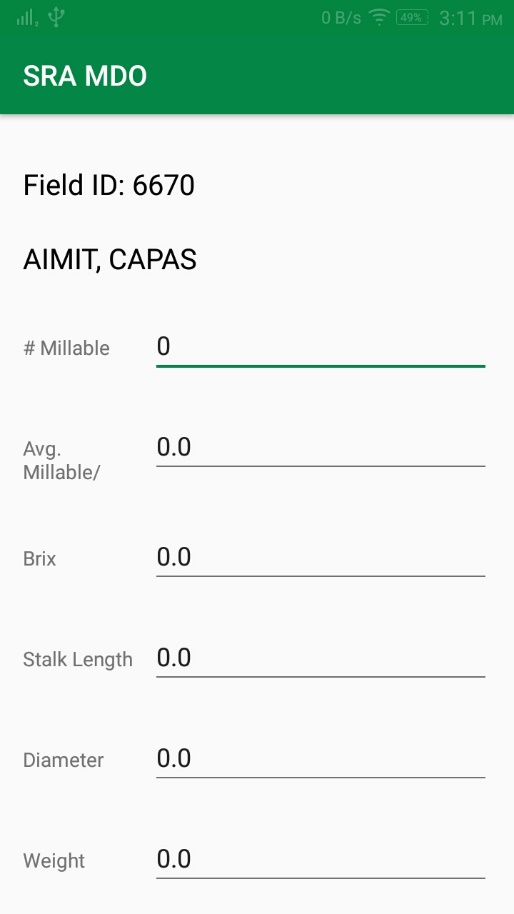 0 B/s 49% 3:11 PM
SRA MDO
Field ID: 6670
AIMIT, CAPAS
# Millable 0
Avg. Millable/ 0.0
Brix 0.0
Stalk Length 0.0
Diameter 0.0
Weight 0.0